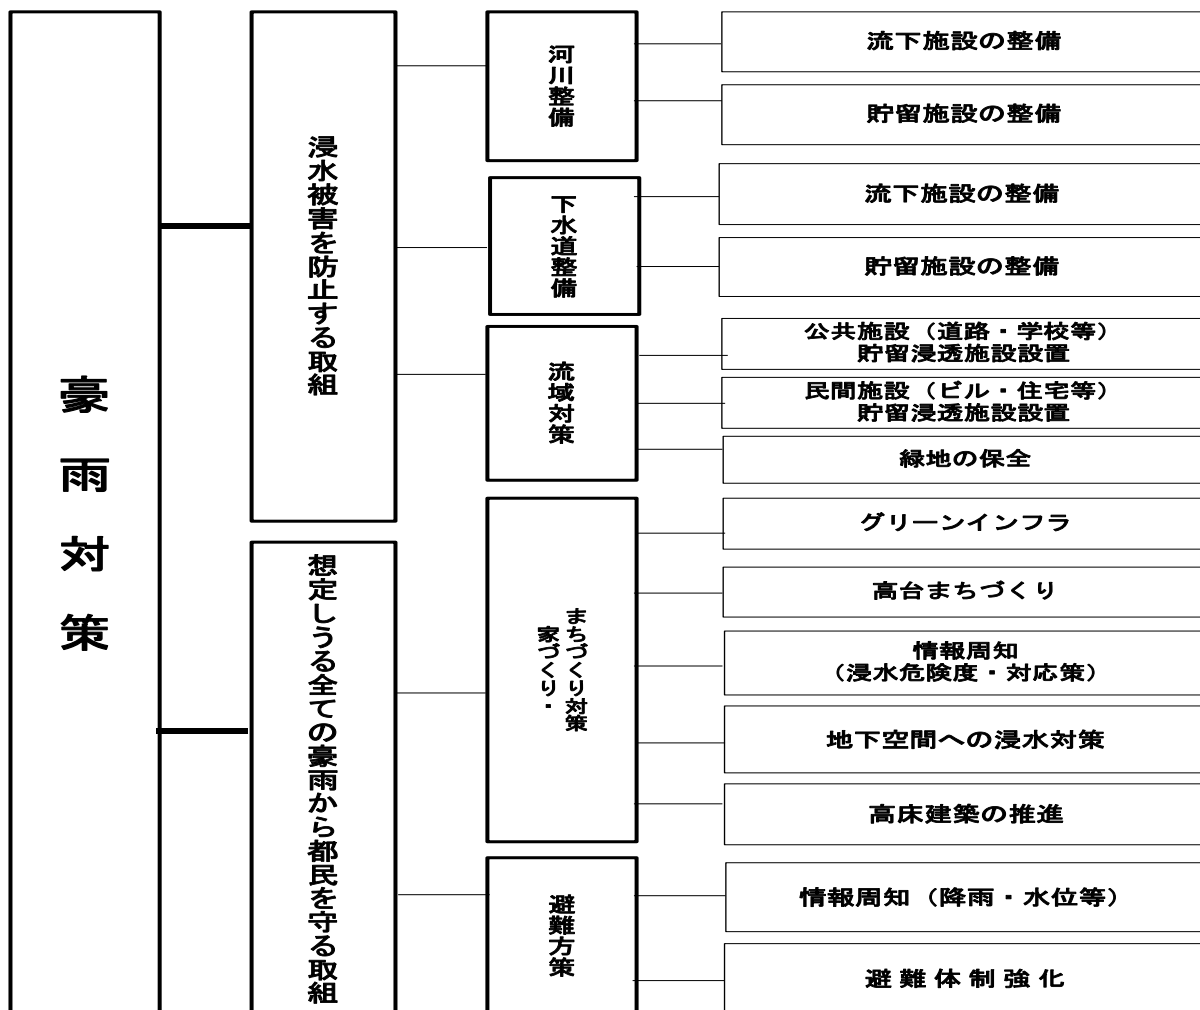 豪雨対策
浸水被害を防止する取組
河川整備
流下施設の整備
貯留施設の整備
下水道整備
流下施設の整備
貯留施設の整備
流域対策
公共施設（道路・学校等）
貯留浸透施設設置
民間施設（ビル・住宅等）
貯留浸透施設設置
緑地の保全
想定しうる全ての豪雨から都民を守る取組
家づくり・
まちづくり対策
グリーンインフラ
高台まちづくり
情報周知
（浸水危険度・対応策）
地下空間への浸水対策
高床建築の推進
避難方策
情報周知（降雨・水位等）
避難体制強化